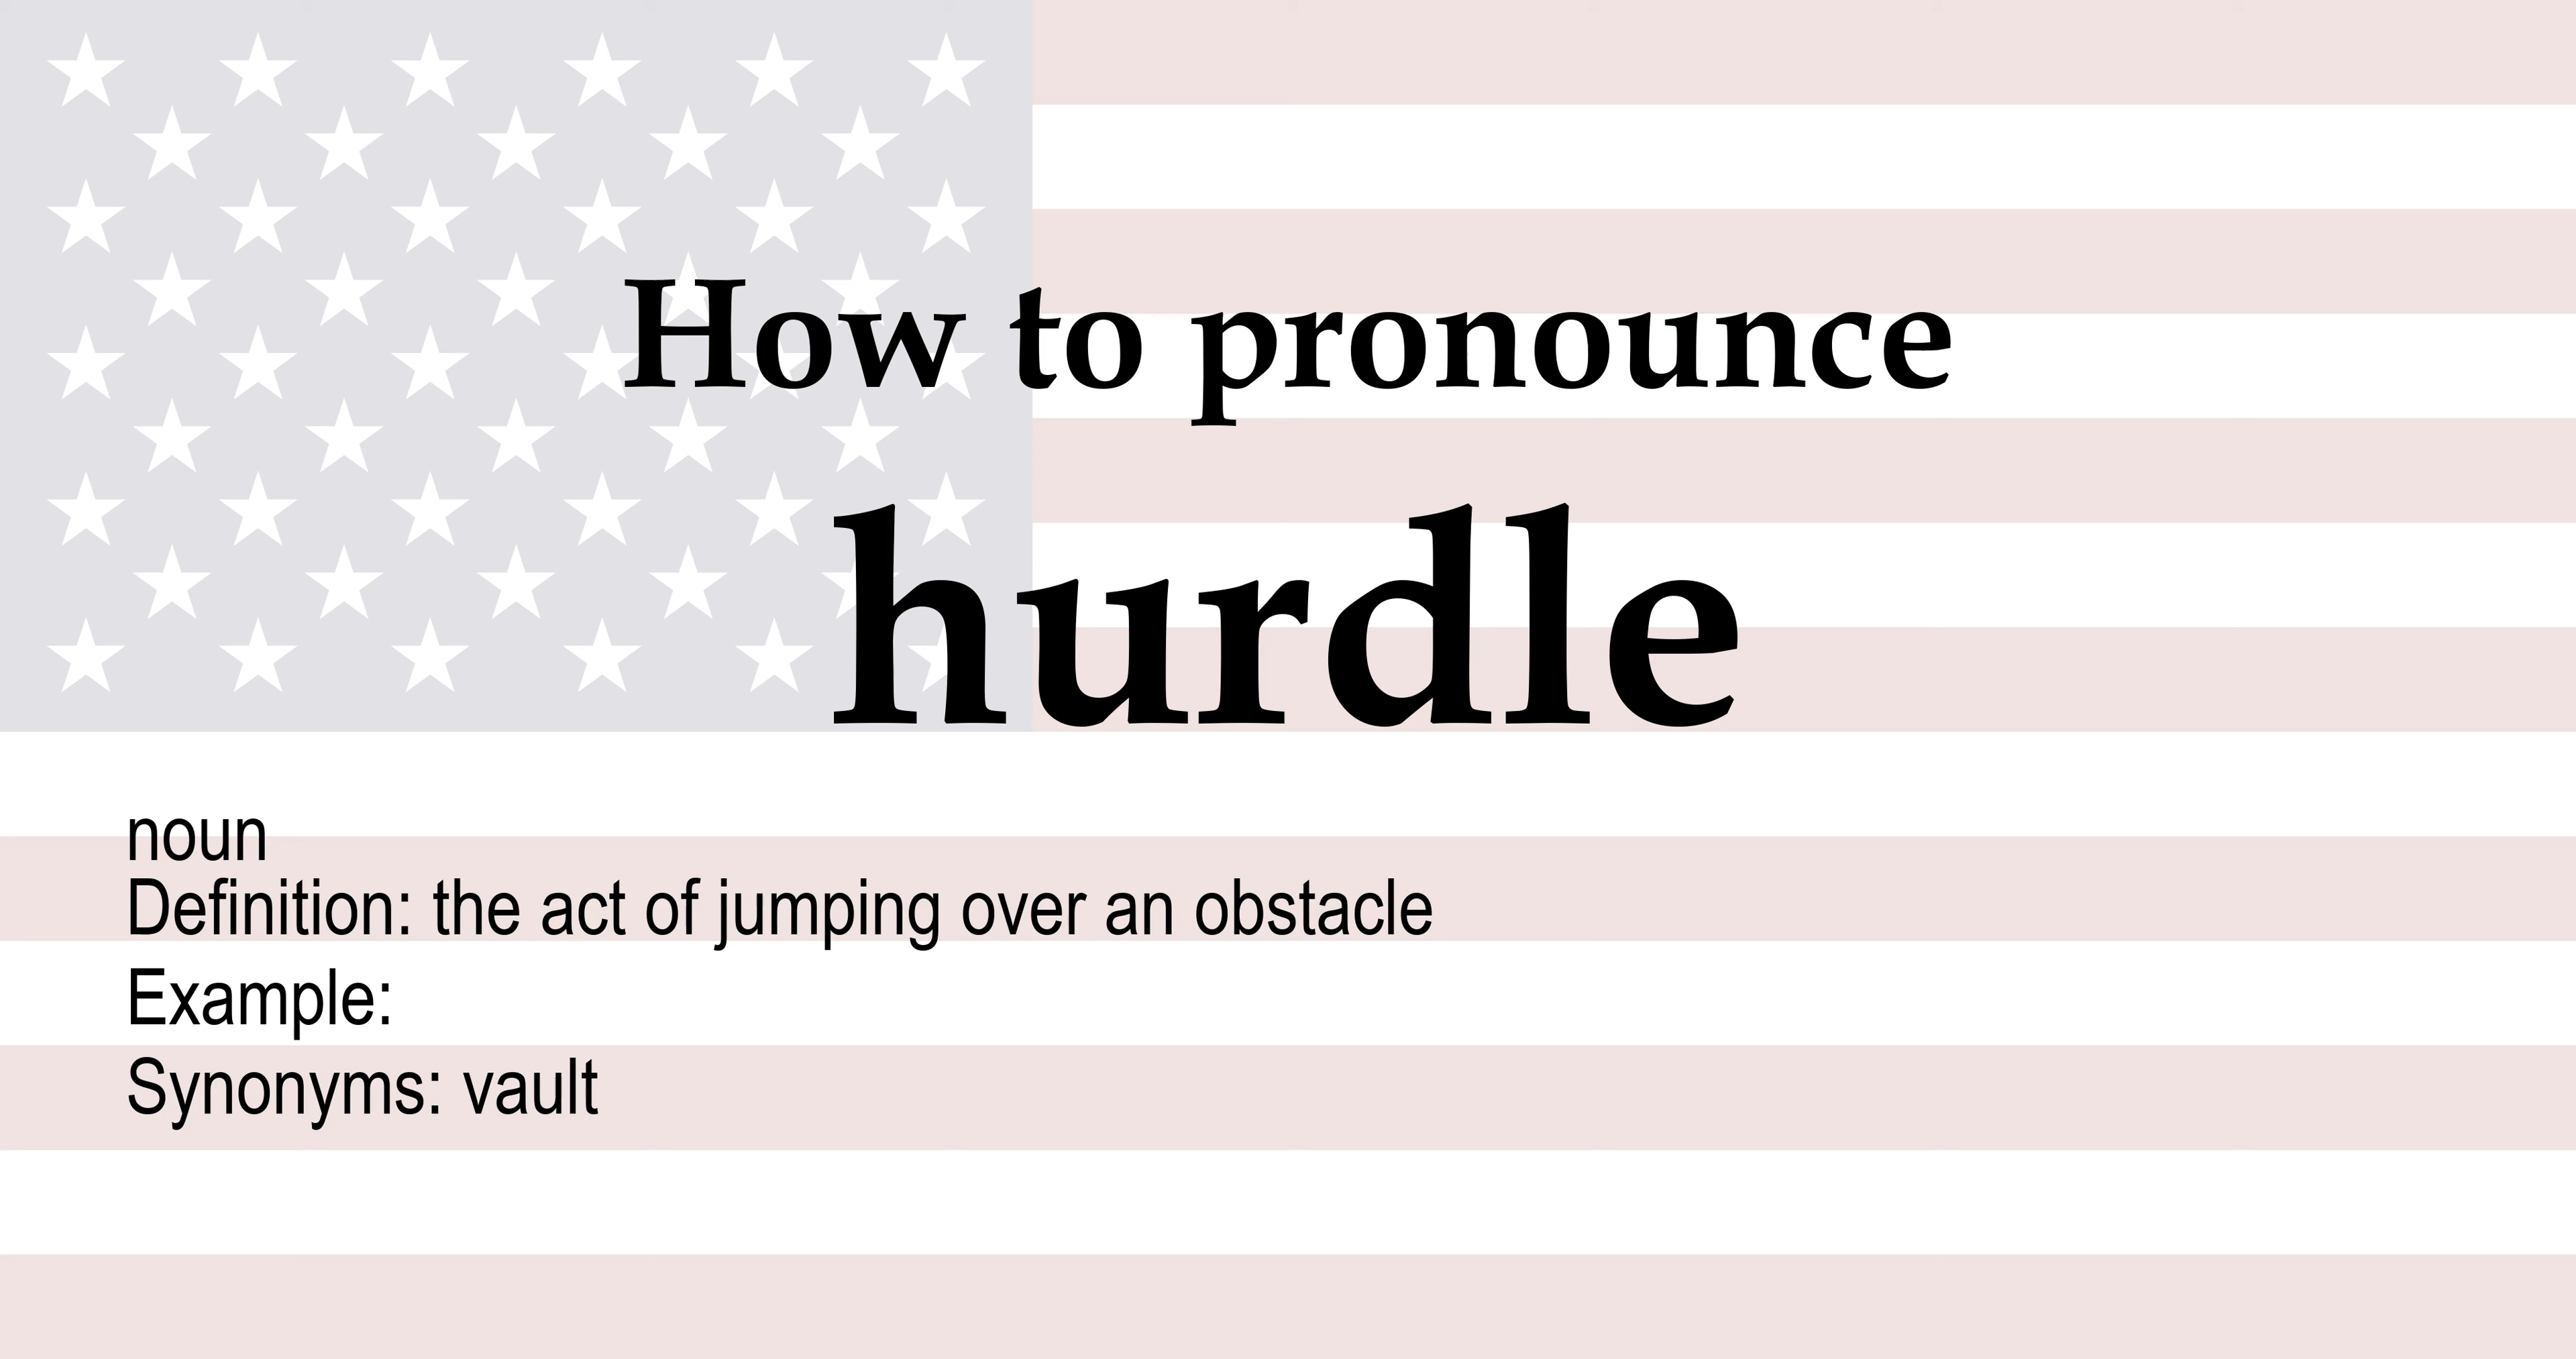 How to pronounce
hurdle
noun
Definition: the act of jumping over an obstacle
Example:
Synonyms: vault